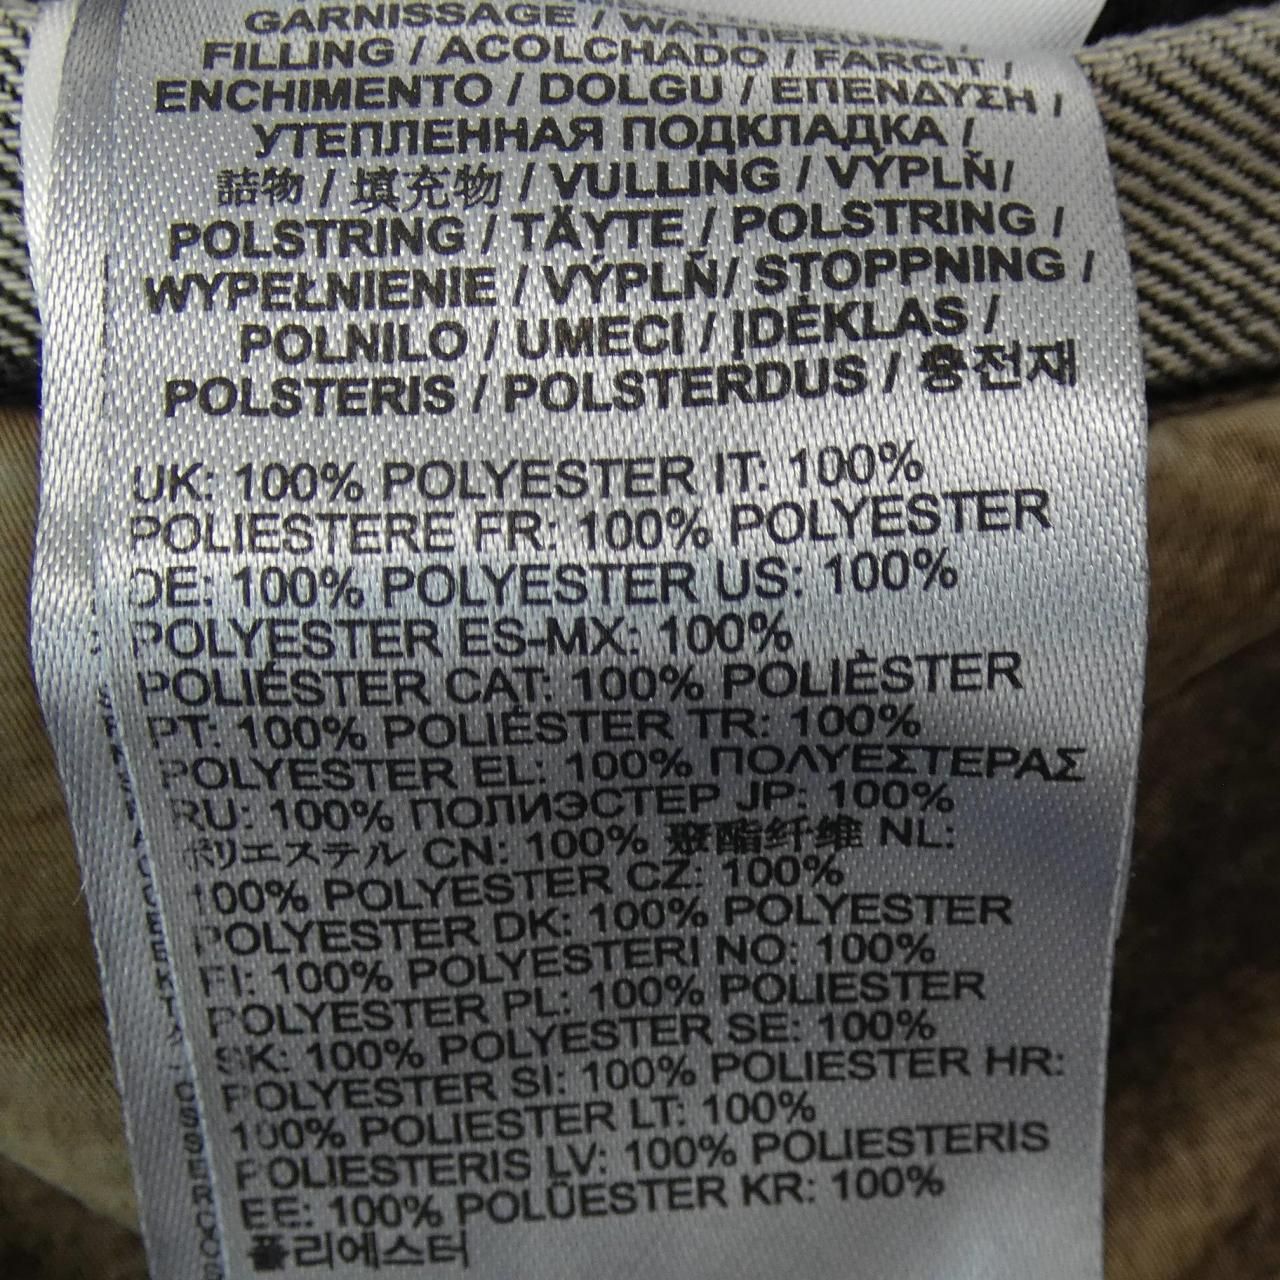 GARNISSAGE / WATTIERUNG /
FILLING / ACOLCHADO / FARCIT /
ENCHIMENTO / DOLGU / ΕΠΕΝΔΥΣΗ /
УТЕПЛЕННАЯ ПОДКЛАДКА /
詰物 / 填充物 / VULLING / VÝPLŇ/
POLSTRING / TÄYTE / POLSTRING /
WYPEŁNIENIE / VÝPLŇ/ STOPPNING /
POLNILO / UMECI / ĮDĖKLAS /
POLSTERIS / POLSTERDUS / 충전재
UK: 100% POLYESTER IT: 100%
POLIESTERE FR: 100% POLYESTER
DE: 100% POLYESTER US: 100%
POLYESTER ES-MX: 100%
POLIÉSTER CAT: 100% POLIÈSTER
PT: 100% POLIÉSTER TR: 100%
POLYESTER EL: 100% ΠΟΛΥΕΣΤΕΡΑΣ
RU: 100% ПОЛИЭСТЕР JP: 100%
ポリエステル CN: 100% 聚酯纤维 NL:
100% POLYESTER CZ: 100%
POLYESTER DK: 100% POLYESTER
FI: 100% POLYESTERI NO: 100%
POLYESTER PL: 100% POLIESTER
SK: 100% POLYESTER SE: 100%
POLYESTER SI: 100% POLIESTER HR:
100% POLIESTER LT: 100%
POLIESTERIS LV: 100% POLIESTERIS
EE: 100% POLÜESTER KR: 100%
폴리에스터